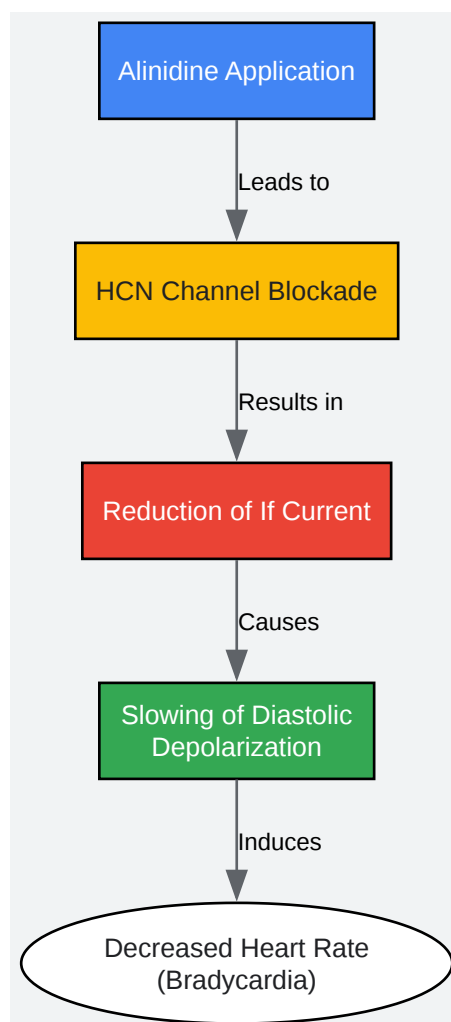 Alinidine Application
Leads to
HCN Channel Blockade
Results in
Reduction of If Current
Causes
Slowing of Diastolic
Depolarization
Induces
Decreased Heart Rate
(Bradycardia)